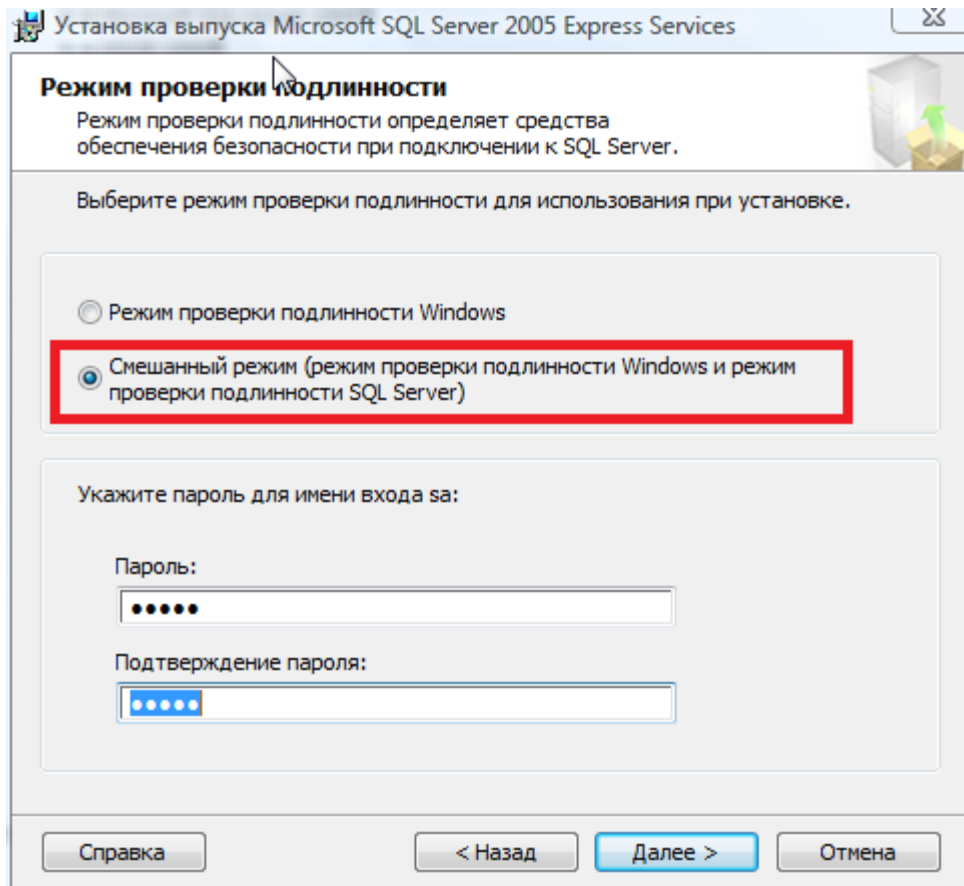 Установка выпуска Microsoft SQL Server 2005 Express Services
Режим проверки подлинности
Режим проверки подлинности определяет средства
обеспечения безопасности при подключении к SQL Server.
Выберите режим проверки подлинности для использования при установке.
Режим проверки подлинности Windows
Смешанный режим (режим проверки подлинности Windows и режим
проверки подлинности SQL Server)
Укажите пароль для имени входа sa:
Пароль:
•••••
Подтверждение пароля:
•••••
Справка
< Назад
Далее >
Отмена